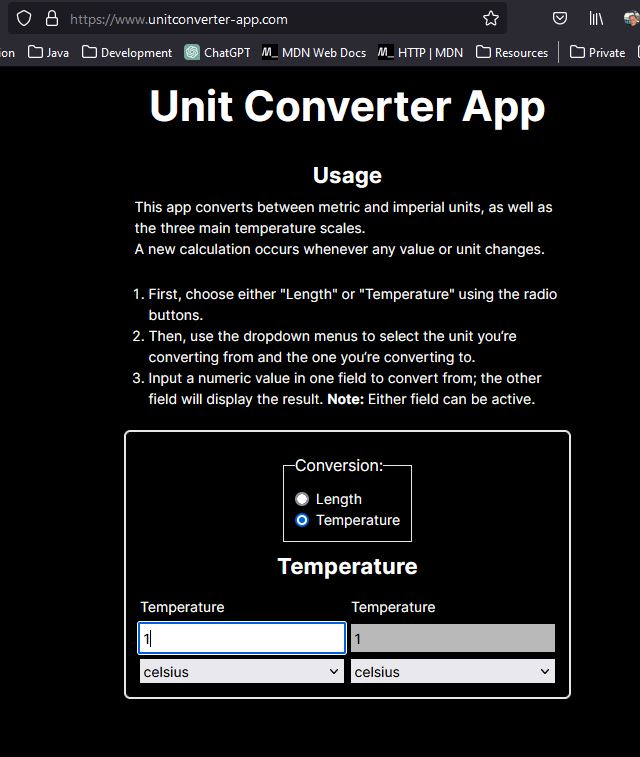 https://www.unitconverter-app.com
on Java Development ChatGPT MDN Web Docs HTTP | MDN Resources Private
Unit Converter App
Usage
This app converts between metric and imperial units, as well as
the three main temperature scales.
A new calculation occurs whenever any value or unit changes.
1. First, choose either "Length" or "Temperature" using the radio
buttons.
2. Then, use the dropdown menus to select the unit you’re
converting from and the one you’re converting to.
3. Input a numeric value in one field to convert from; the other
field will display the result. Note: Either field can be active.
Conversion:
Length
Temperature
Temperature
Temperature Temperature
1 1
celsius celsius